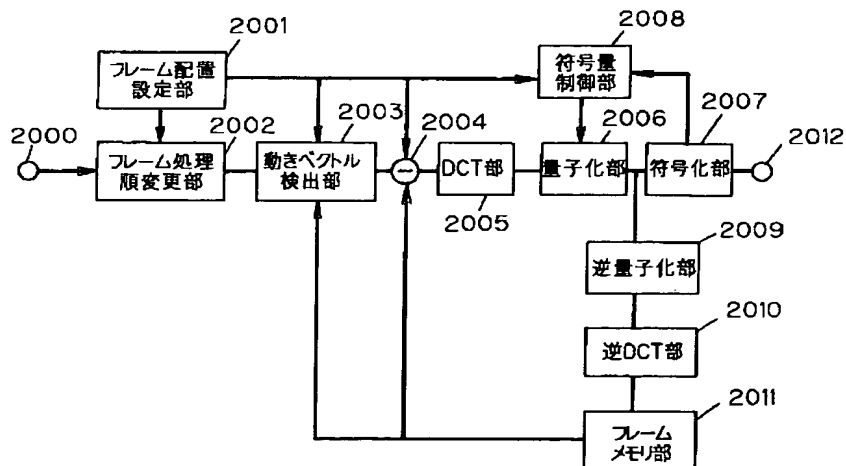 2001
フレーム配置
設定部
2008
符号量
制御部
2000
2002
フレーム処理
順変更部
2003
動きベクトル
検出部
2004
DCT部
2005
2006
量子化部
2007
符号化部
2012
2009
逆量子化部
2010
逆DCT部
2011
フレーム
メモリ部